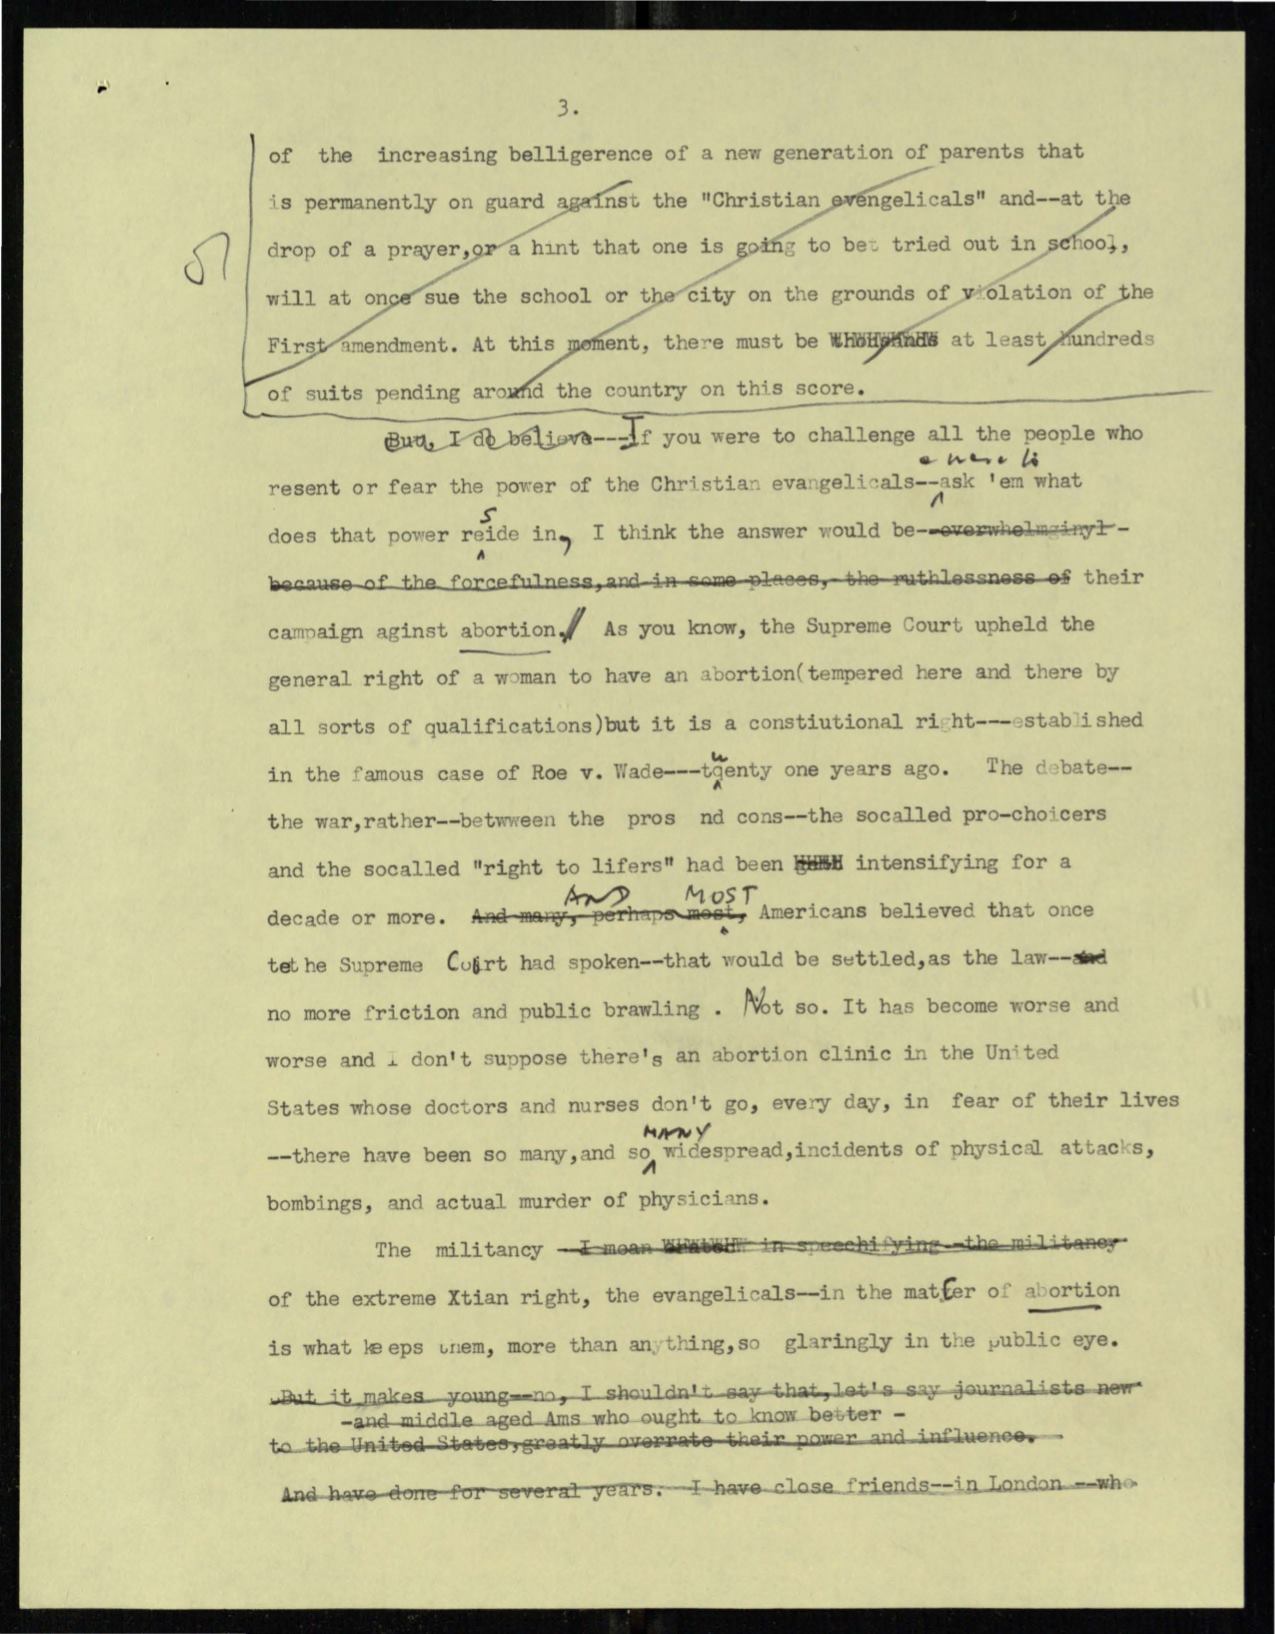 3.
of the increasing belligerence of a new generation of parents that
is permanently on guard against the "Christian evengelicals" and--at the
drop of a prayer,or a hint that one is going to bet tried out in school,
will at once sue the school or the city on the grounds of violation of the
First amendment. At this moment, there must be thousands at least hundreds
of suits pending around the country on this score.
But, I do believe---If you were to challenge all the people who
resent or fear the power of the Christian evangelicals--ask 'em what
s
does that power reide in, I think the answer would be--overwhelmginyl-
because of the forcefulness,and in some places, the ruthlessness of their
campaign aginst abortion.// As you know, the Supreme Court upheld the
general right of a woman to have an abortion(tempered here and there by
all sorts of qualifications)but it is a constiutional right---established
w
in the famous case of Roe v. Wade---tqenty one years ago. The debate--
the war,rather--betwween the pros nd cons--the socalled pro-choicers
and the socalled "right to lifers" had been intensifying for a
AND MOST
decade or more. And many, perhaps most, Americans believed that once
tethe Supreme Court had spoken--that would be settled,as the law--and
no more friction and public brawling . Not so. It has become worse and
worse and I don't suppose there's an abortion clinic in the United
States whose doctors and nurses don't go, every day, in fear of their lives
MANY
--there have been so many,and so widespread,incidents of physical attacks,
bombings, and actual murder of physicians.
The militancy --I mean in speechifying--the militancy
of the extreme Xtian right, the evangelicals--in the matter of abortion
is what keeps them, more than anything,so glaringly in the public eye.
But it makes young--no, I shouldn't say that,let's say journalists new
-and middle aged Ams who ought to know better -
to the United States,greatly overrate their power and influence.
And have done for several years. I have close friends--in London --who